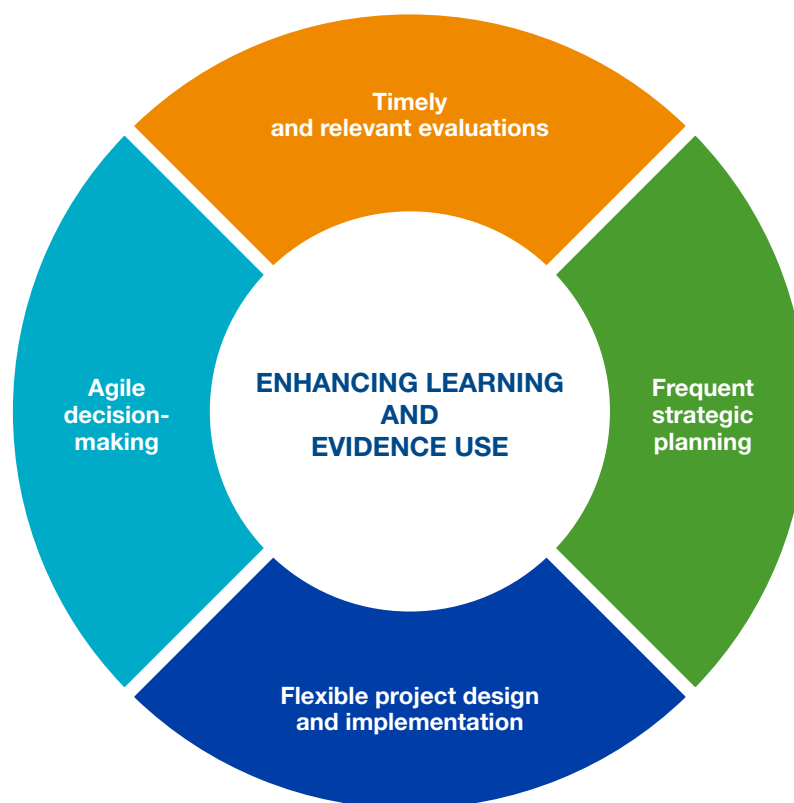 Timely
and relevant evaluations
Agile
decision-
making
ENHANCING LEARNING
AND
EVIDENCE USE
Frequent
strategic
planning
Flexible project design
and implementation